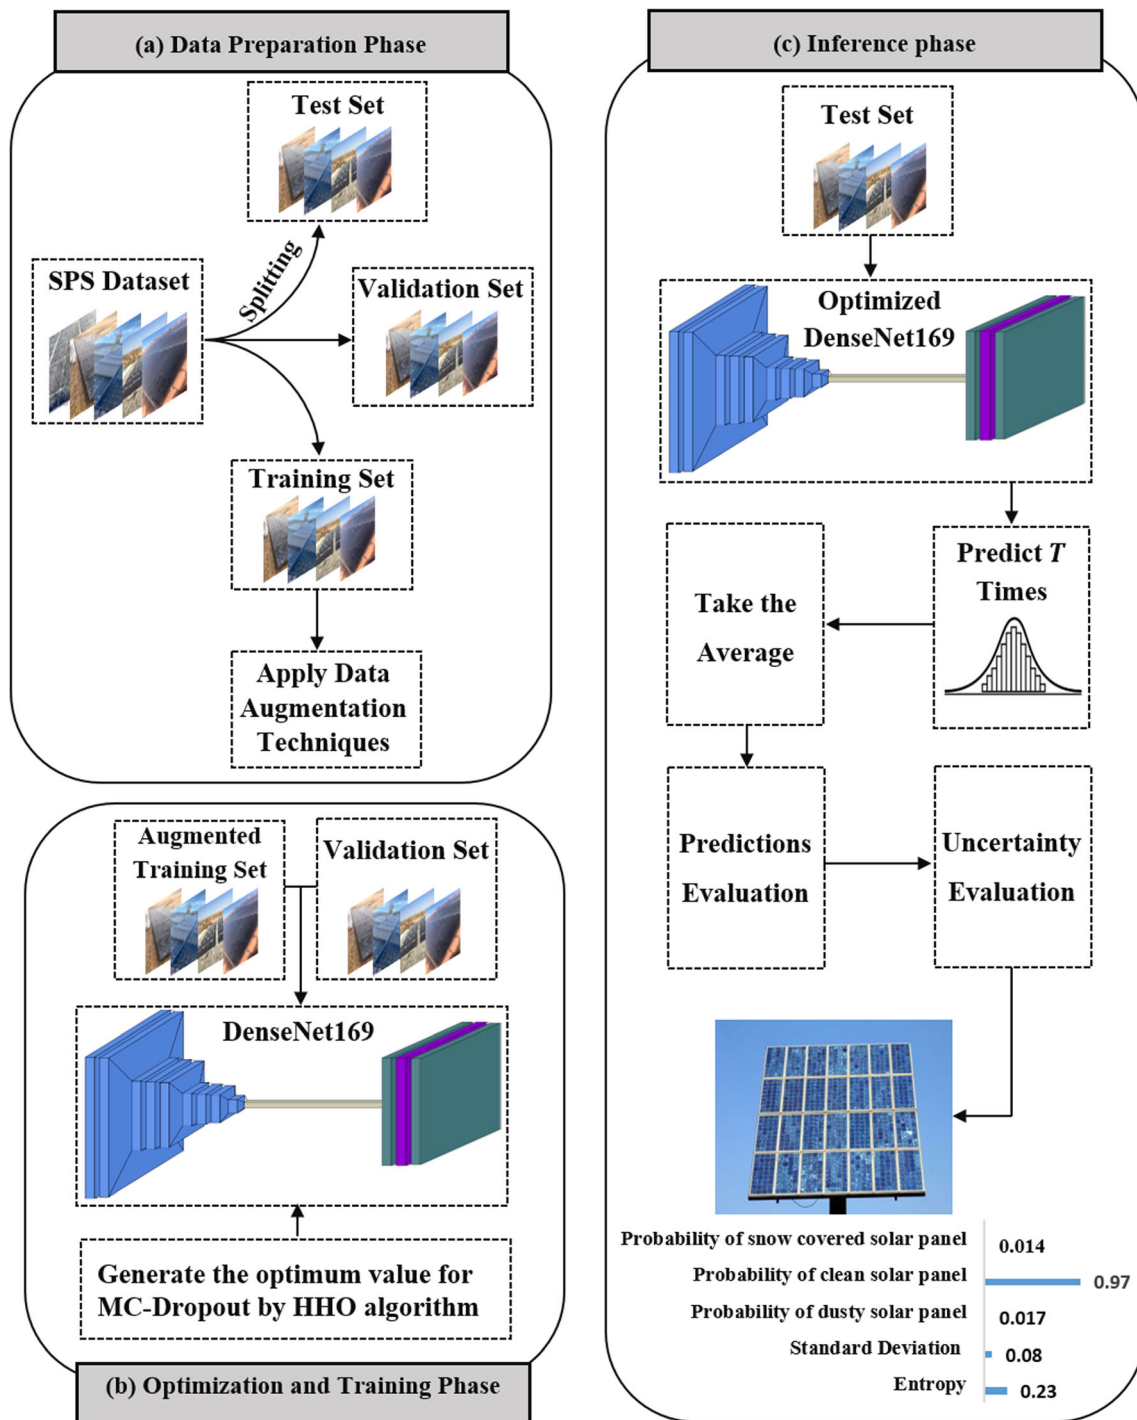 (a) Data Preparation Phase
Test Set
Splitting
SPS Dataset
Validation Set
Training Set
Apply Data
Augmentation
Techniques
Augmented
Training Set
Validation Set
DenseNet169
Generate the optimum value for
MC-Dropout by HHO algorithm
(b) Optimization and Training Phase
(c) Inference phase
Test Set
Optimized
DenseNet169
Predict T
Times
Take the
Average
Predictions
Evaluation
Uncertainty
Evaluation
Probability of snow covered solar panel 0.014
Probability of clean solar panel 0.97
Probability of dusty solar panel 0.017
Standard Deviation 0.08
Entropy 0.23